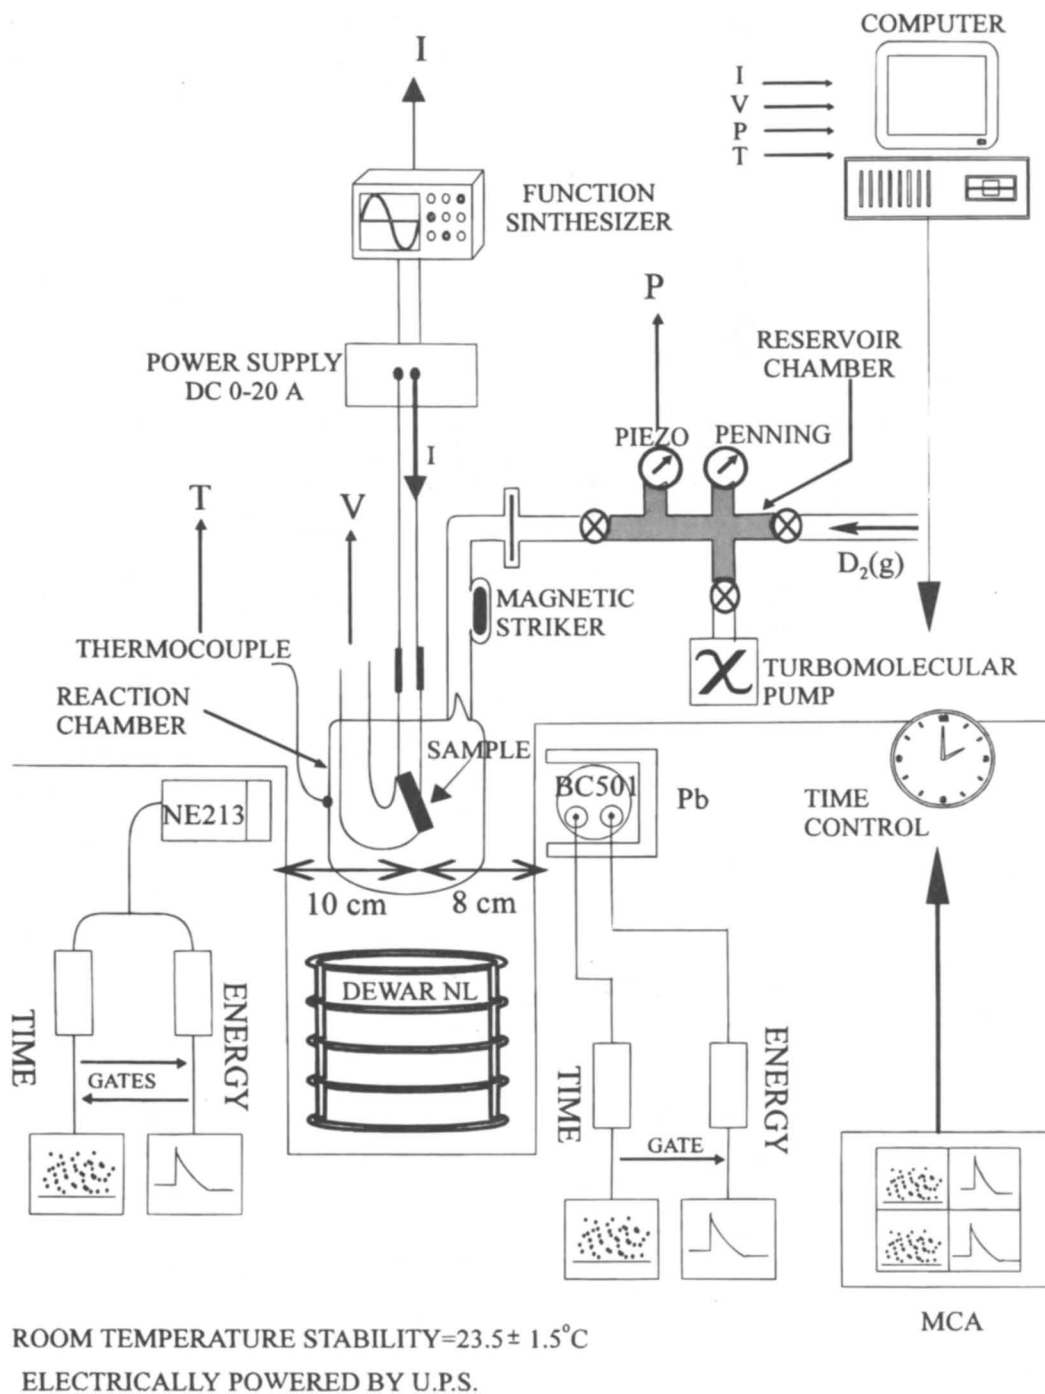 COMPUTER
I
I
V
P
T
FUNCTION
SINTHESIZER
P
RESERVOIR
CHAMBER
POWER SUPPLY
DC 0-20 A
PIEZO
PENNING
I
T
V
D₂(g)
MAGNETIC
STRIKER
THERMOCOUPLE
TURBOMOLECULAR
PUMP
REACTION
CHAMBER
SAMPLE
NE213
BC501
Pb
TIME
CONTROL
10 cm
8 cm
DEWAR NL
TIME
ENERGY
GATES
TIME
ENERGY
GATE
MCA
ROOM TEMPERATURE STABILITY=23.5± 1.5°C
ELECTRICALLY POWERED BY U.P.S.